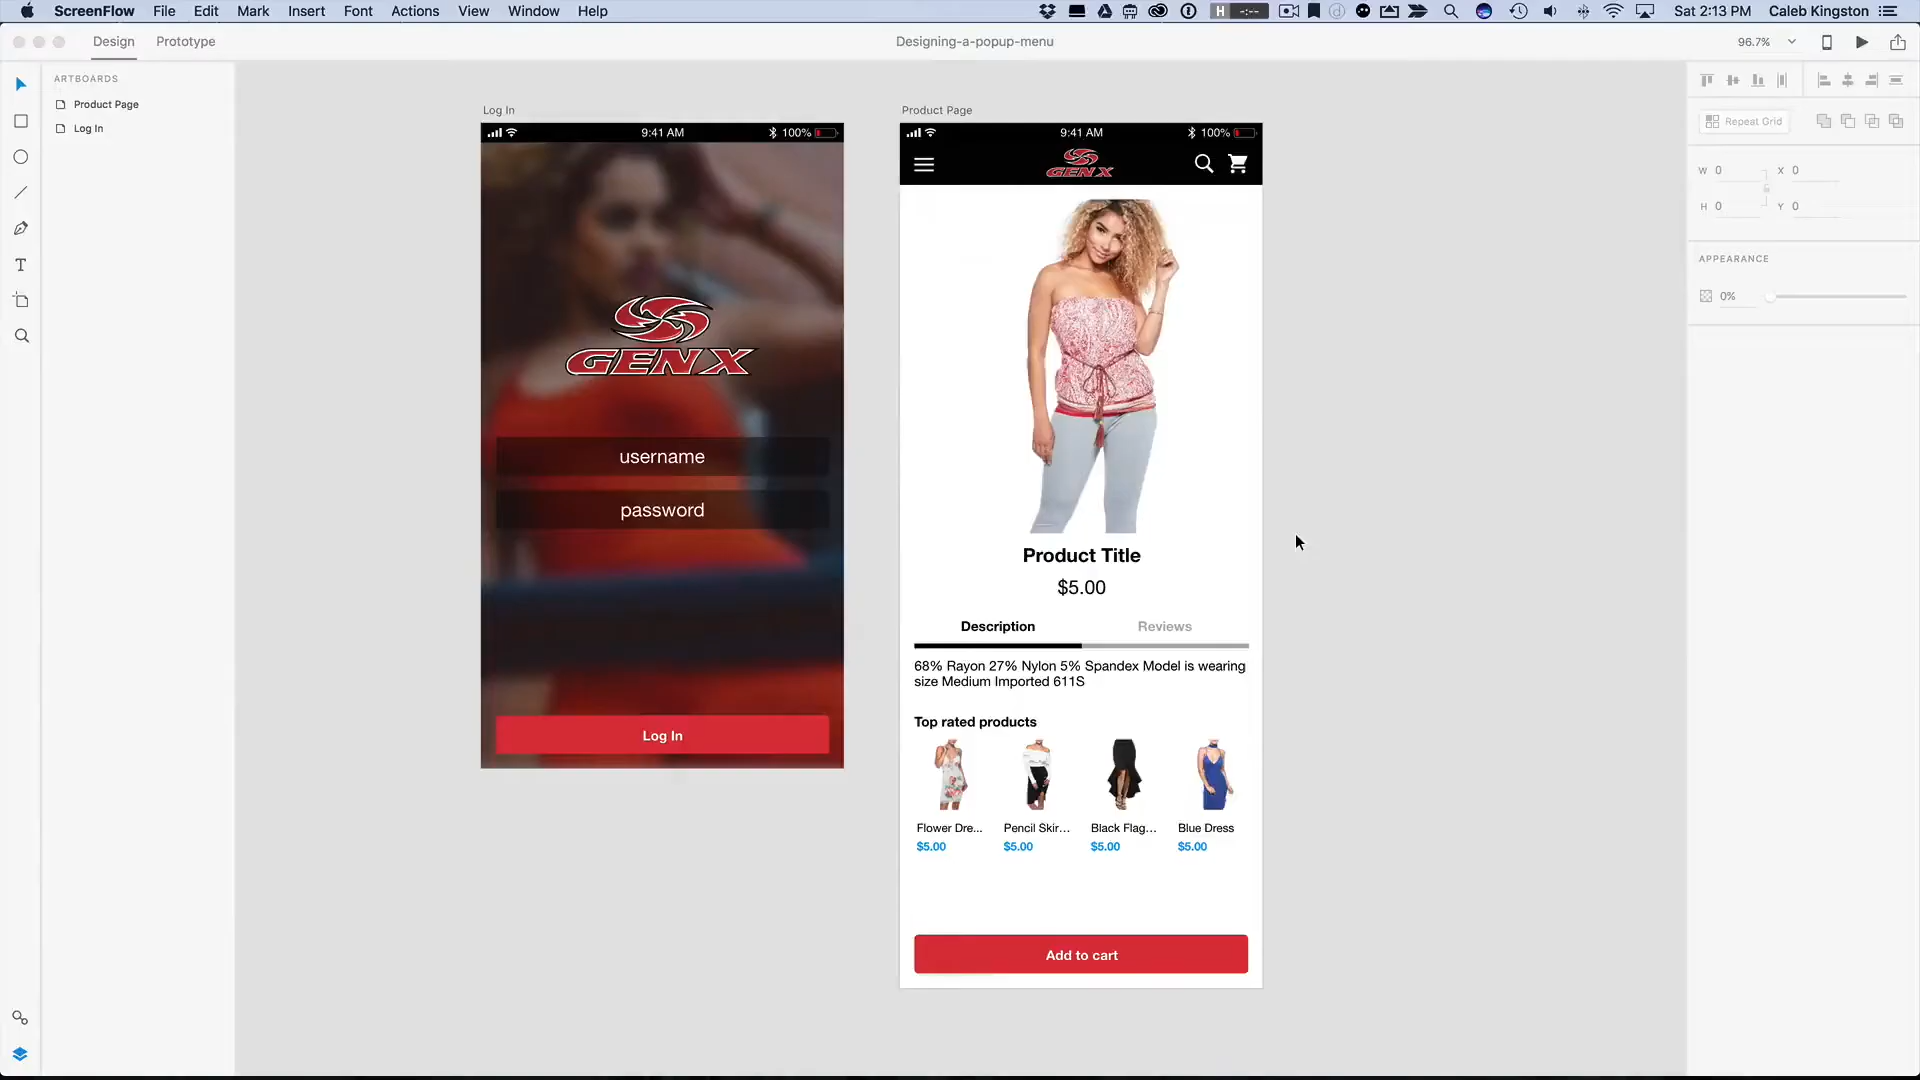 ScreenFlow File Edit Mark Insert Font Actions View Window Help
H -:-- Sat 2:13 PM Caleb Kingston
Design Prototype
Designing-a-popup-menu
96.7%
ARTBOARDS
Product Page
Log In
Log In
9:41 AM 100%
GENX
username
password
Log In
Product Page
9:41 AM 100%
GENX
Product Title
$5.00
Description Reviews
68% Rayon 27% Nylon 5% Spandex Model is wearing
size Medium Imported 611S
Top rated products
Flower Dre... Pencil Skir... Black Flag... Blue Dress
$5.00 $5.00 $5.00 $5.00
Add to cart
Repeat Grid
W 0 X 0
H 0 Y 0
APPEARANCE
0%